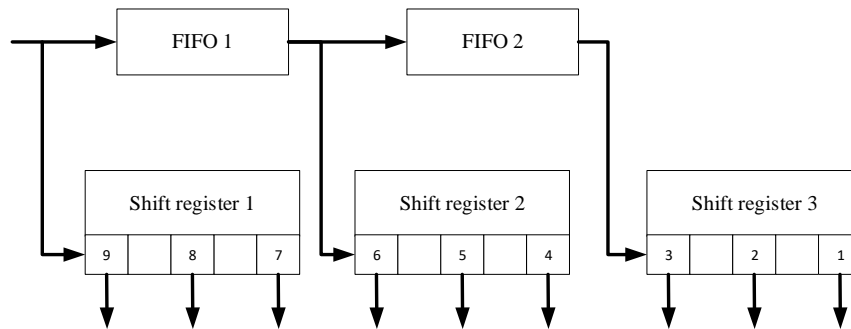 FIFO 1 FIFO 2
Shift register 1 Shift register 2 Shift register 3
9 8 7 6 5 4 3 2 1